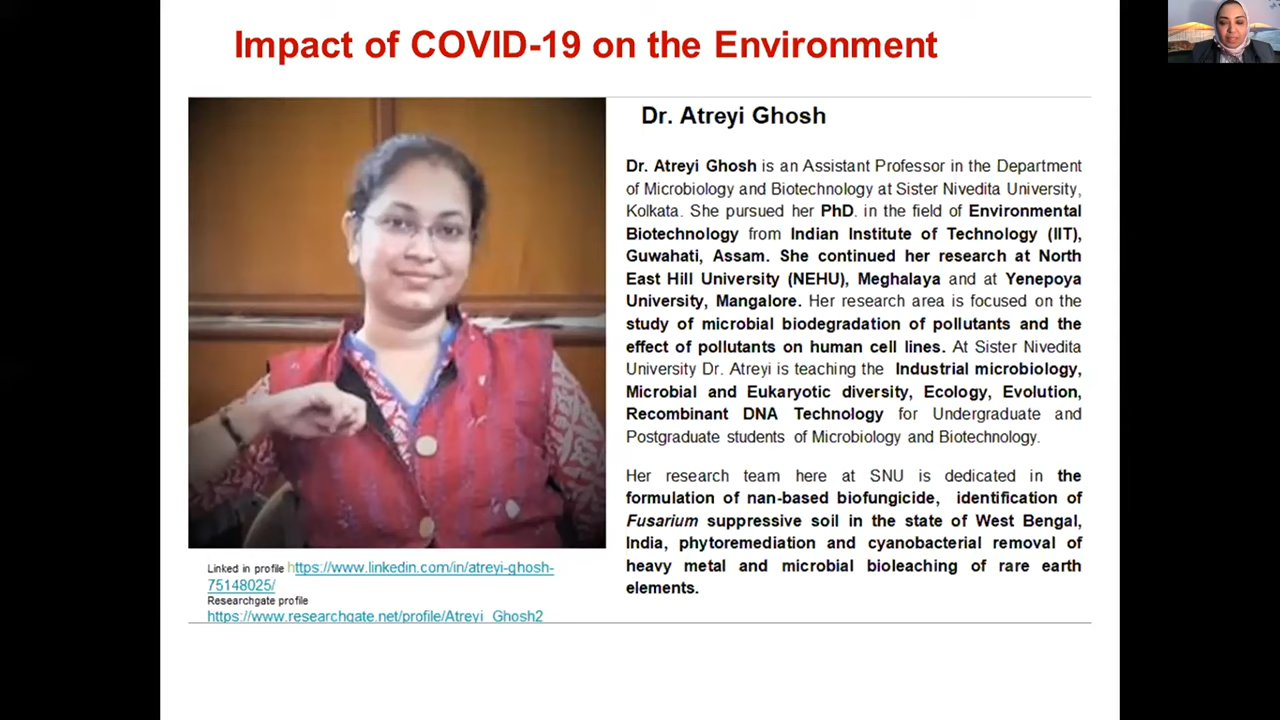 Impact of COVID-19 on the Environment
Dr. Atreyi Ghosh
Dr. Atreyi Ghosh is an Assistant Professor in the Department
of Microbiology and Biotechnology at Sister Nivedita University,
Kolkata. She pursued her PhD. in the field of Environmental
Biotechnology from Indian Institute of Technology (IIT),
Guwahati, Assam. She continued her research at North
East Hill University (NEHU), Meghalaya and at Yenepoya
University, Mangalore. Her research area is focused on the
study of microbial biodegradation of pollutants and the
effect of pollutants on human cell lines. At Sister Nivedita
University Dr. Atreyi is teaching the Industrial microbiology,
Microbial and Eukaryotic diversity, Ecology, Evolution,
Recombinant DNA Technology for Undergraduate and
Postgraduate students of Microbiology and Biotechnology.
Her research team here at SNU is dedicated in the
formulation of nan-based biofungicide, identification of
Fusarium suppressive soil in the state of West Bengal,
India, phytoremediation and cyanobacterial removal of
heavy metal and microbial bioleaching of rare earth
elements.
Linked in profile https://www.linkedin.com/in/atreyi-ghosh-
75148025/
Researchgate profile
https://www.researchgate.net/profile/Atreyi_Ghosh2